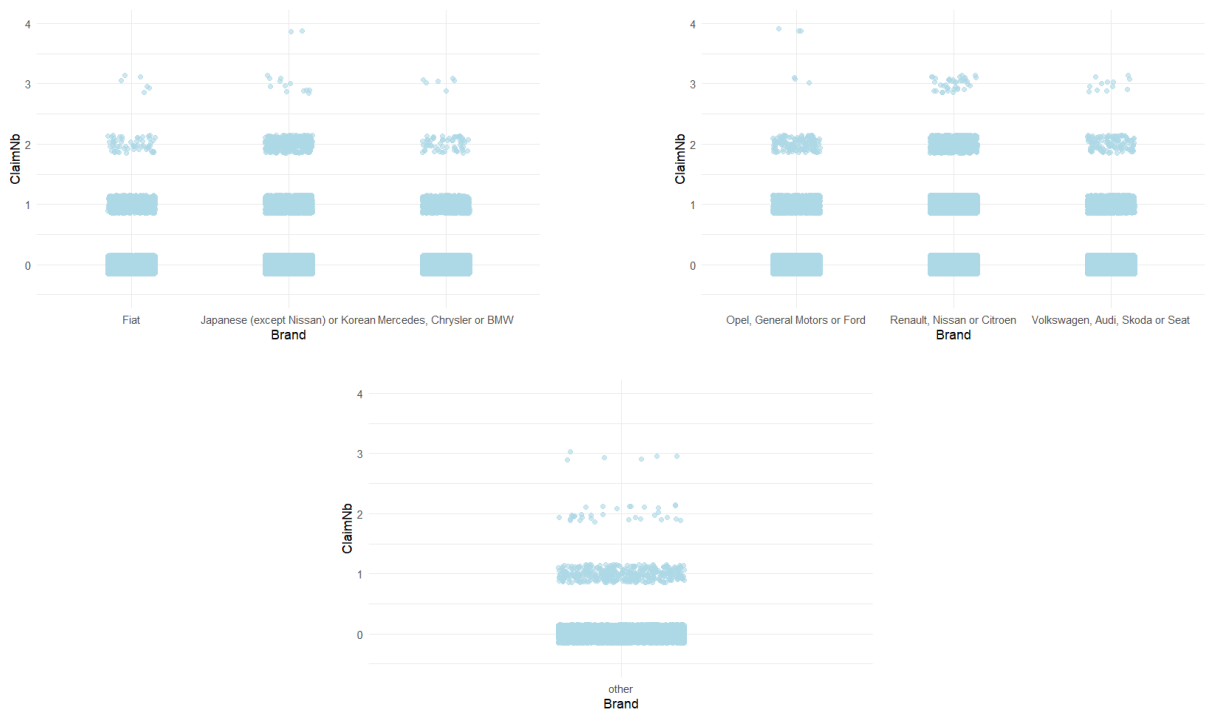 4
3
2
1
0
ClaimNb
Fiat
Japanese (except Nissan) or Korean
Mercedes, Chrysler or BMW
Brand
4
3
2
1
0
ClaimNb
Opel, General Motors or Ford
Renault, Nissan or Citroen
Volkswagen, Audi, Skoda or Seat
Brand
4
3
2
1
0
ClaimNb
other
Brand